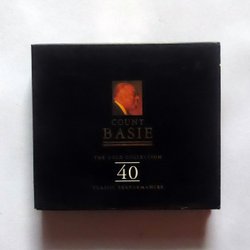 COUNT
BASIE
THE GOLD COLLECTION
40
CLASSIC PERFORMANCES